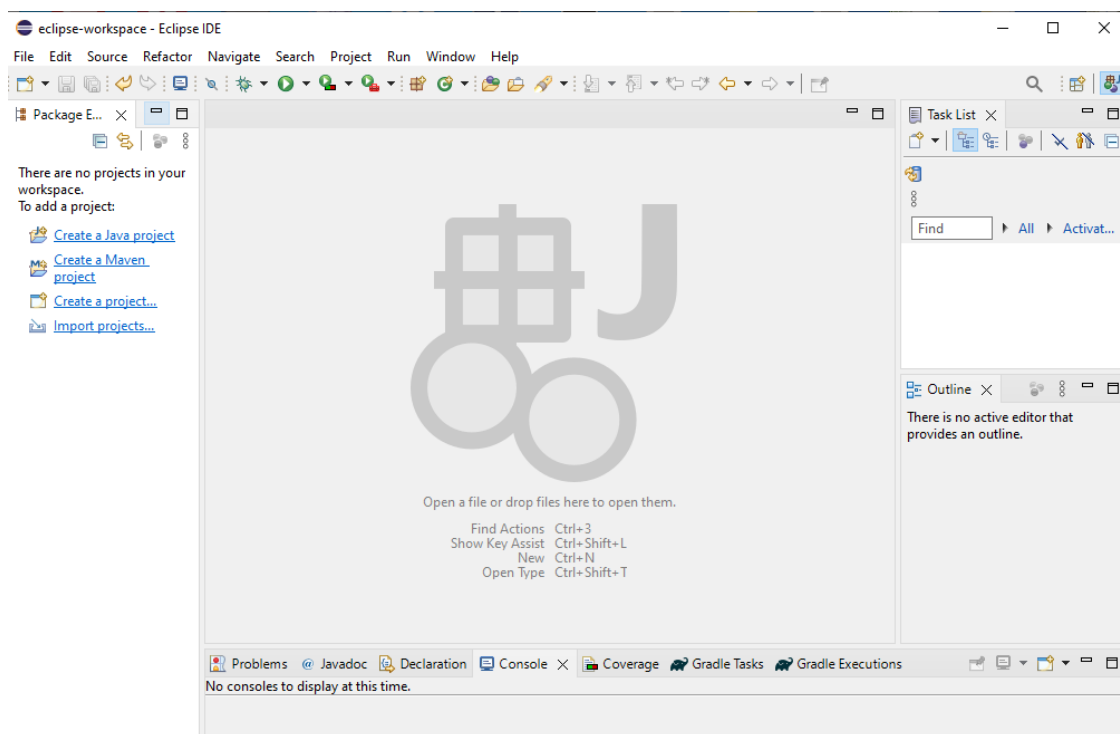 eclipse-workspace - Eclipse IDE
File Edit Source Refactor Navigate Search Project Run Window Help
Package E...
There are no projects in your
workspace.
To add a project:
Create a Java project
Create a Maven
project
Create a project...
Import projects...
Open a file or drop files here to open them.
Find Actions Ctrl+3
Show Key Assist Ctrl+Shift+L
New Ctrl+N
Open Type Ctrl+Shift+T
Task List
Find All Activat...
Outline
There is no active editor that
provides an outline.
Problems @ Javadoc Declaration Console Coverage Gradle Tasks Gradle Executions
No consoles to display at this time.